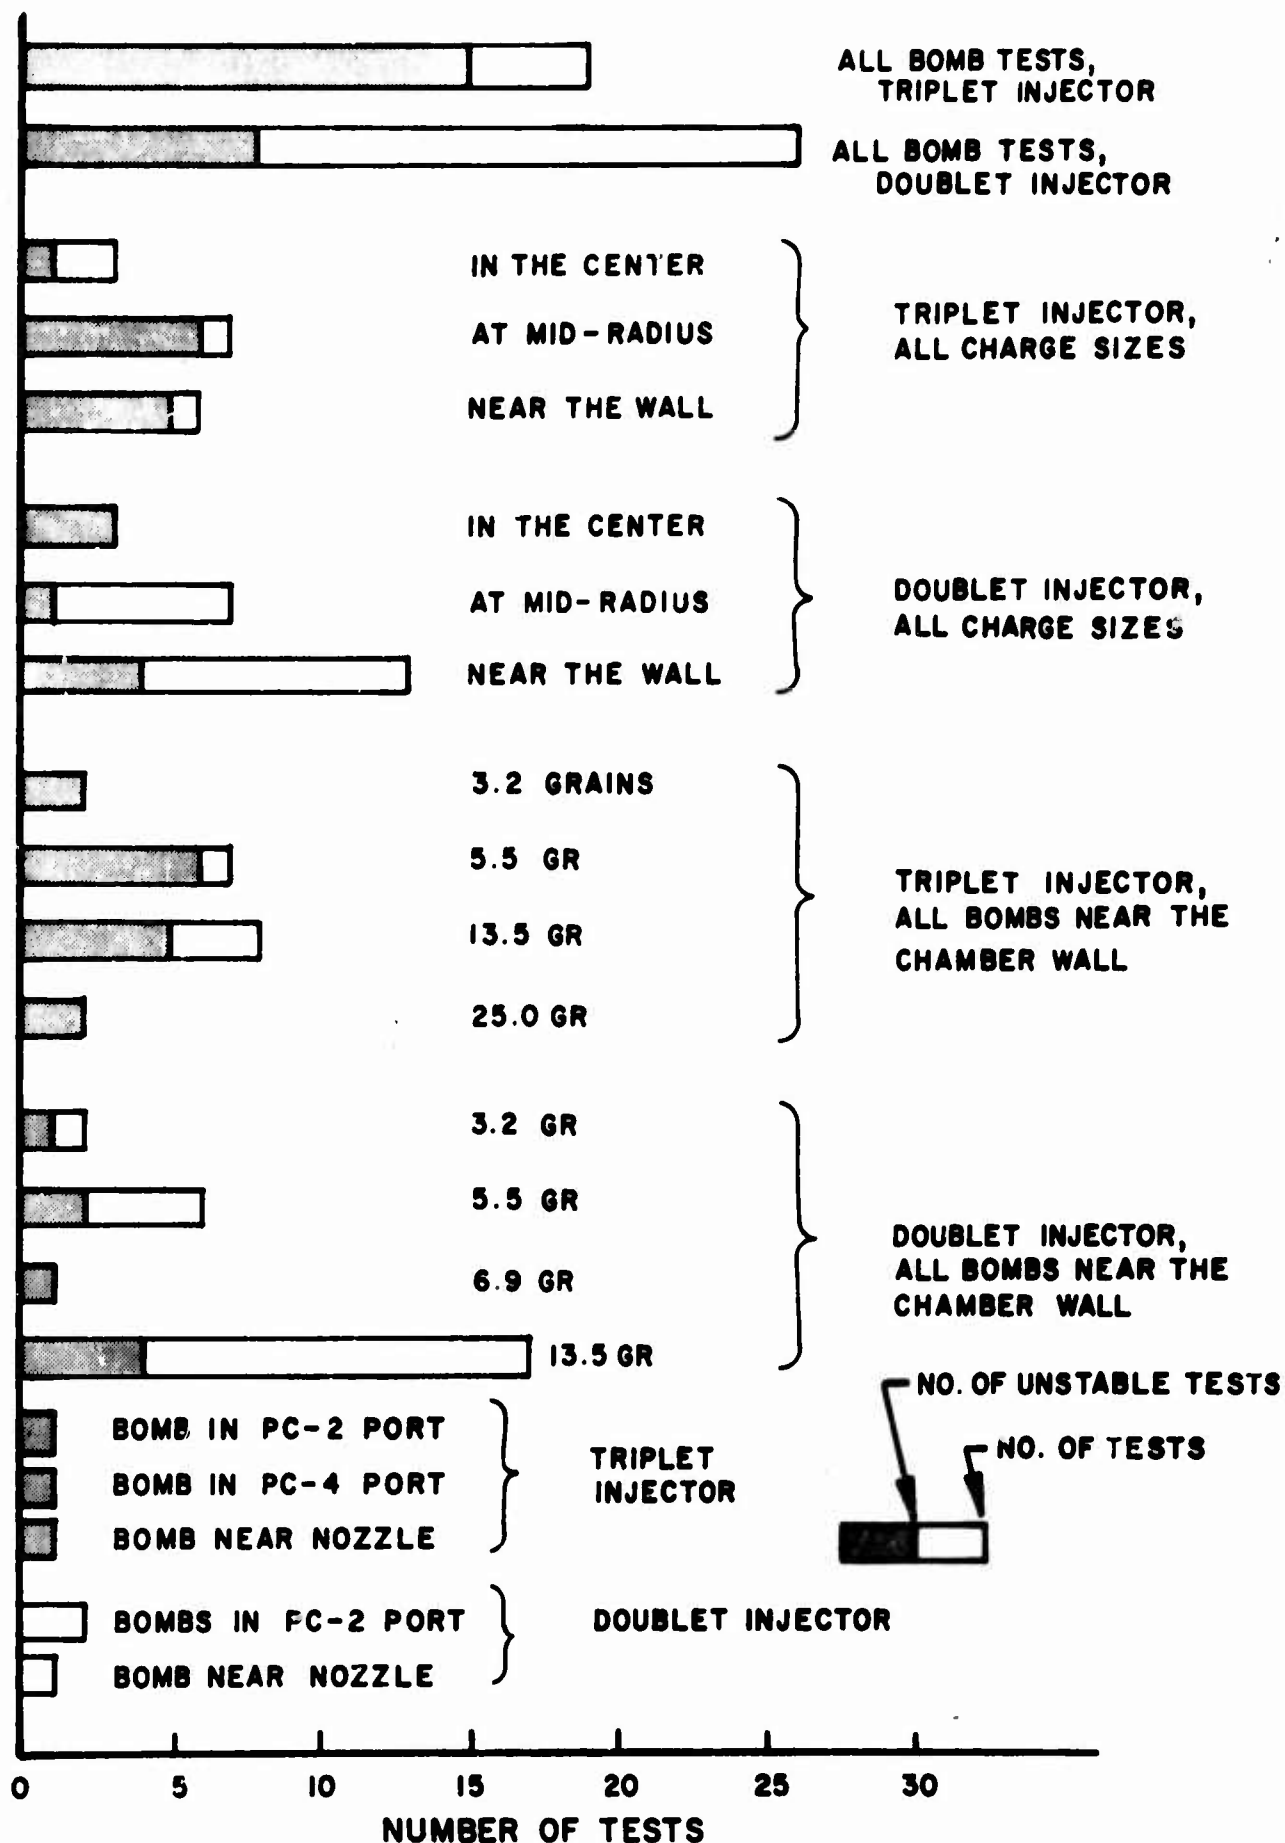 ALL BOMB TESTS,
TRIPLET INJECTOR
ALL BOMB TESTS,
DOUBLET INJECTOR
IN THE CENTER
AT MID-RADIUS
NEAR THE WALL
TRIPLET INJECTOR,
ALL CHARGE SIZES
IN THE CENTER
AT MID-RADIUS
NEAR THE WALL
DOUBLET INJECTOR,
ALL CHARGE SIZES
3.2 GRAINS
5.5 GR
13.5 GR
25.0 GR
TRIPLET INJECTOR,
ALL BOMBS NEAR THE
CHAMBER WALL
3.2 GR
5.5 GR
6.9 GR
13.5 GR
DOUBLET INJECTOR,
ALL BOMBS NEAR THE
CHAMBER WALL
NO. OF UNSTABLE TESTS
NO. OF TESTS
BOMB IN PC-2 PORT
BOMB IN PC-4 PORT
BOMB NEAR NOZZLE
TRIPLET
INJECTOR
BOMBS IN PC-2 PORT
BOMB NEAR NOZZLE
DOUBLET INJECTOR
0 5 10 15 20 25 30
NUMBER OF TESTS